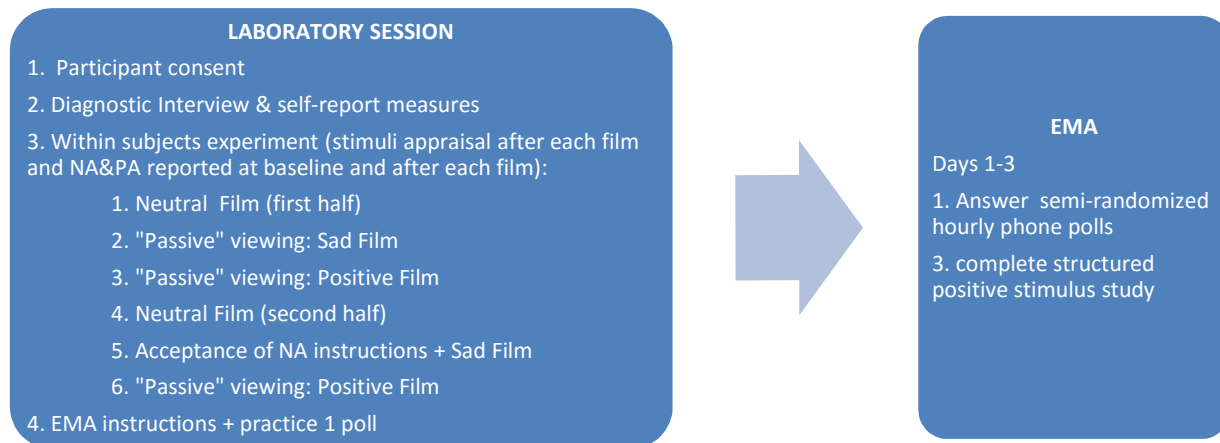 LABORATORY SESSION
1. Participant consent
2. Diagnostic Interview & self-report measures
3. Within subjects experiment (stimuli appraisal after each film
and NA&PA reported at baseline and after each film):
1. Neutral Film (first half)
2. "Passive" viewing: Sad Film
3. "Passive" viewing: Positive Film
4. Neutral Film (second half)
5. Acceptance of NA instructions + Sad Film
6. "Passive" viewing: Positive Film
4. EMA instructions + practice 1 poll
EMA
Days 1-3
1. Answer semi-randomized
hourly phone polls
3. complete structured
positive stimulus study